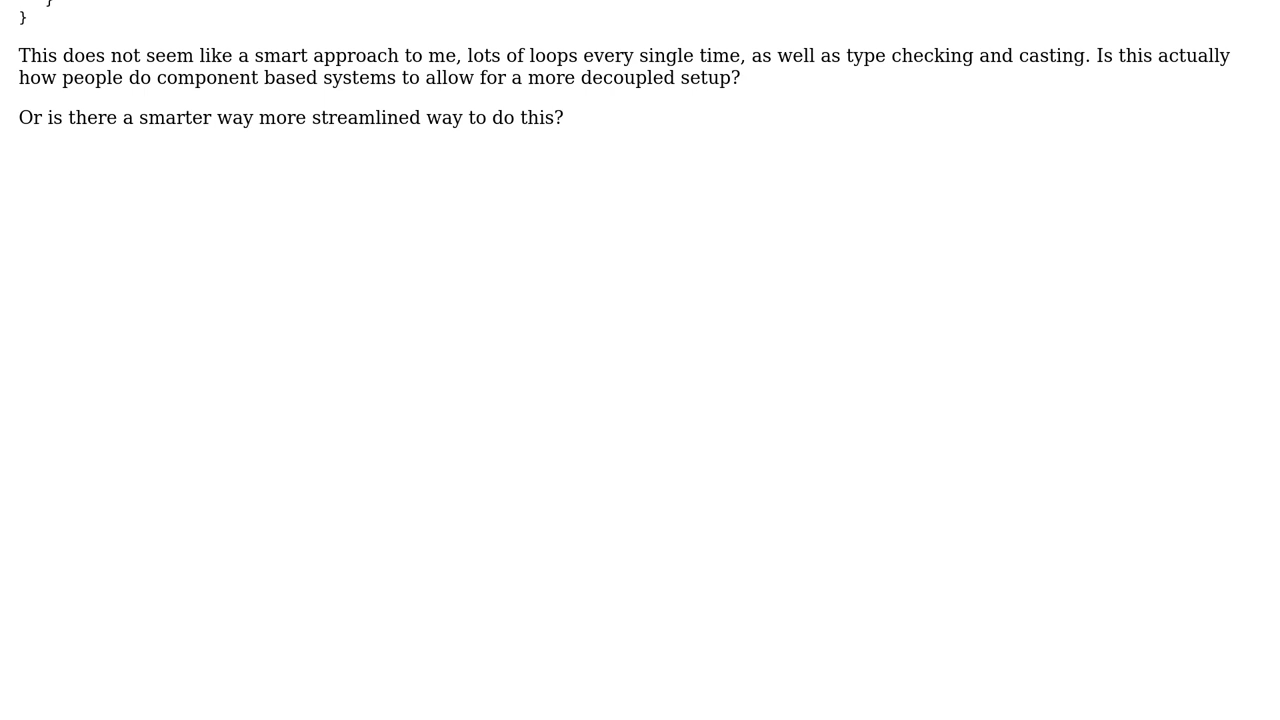 }
}
This does not seem like a smart approach to me, lots of loops every single time, as well as type checking and casting. Is this actually
how people do component based systems to allow for a more decoupled setup?
Or is there a smarter way more streamlined way to do this?